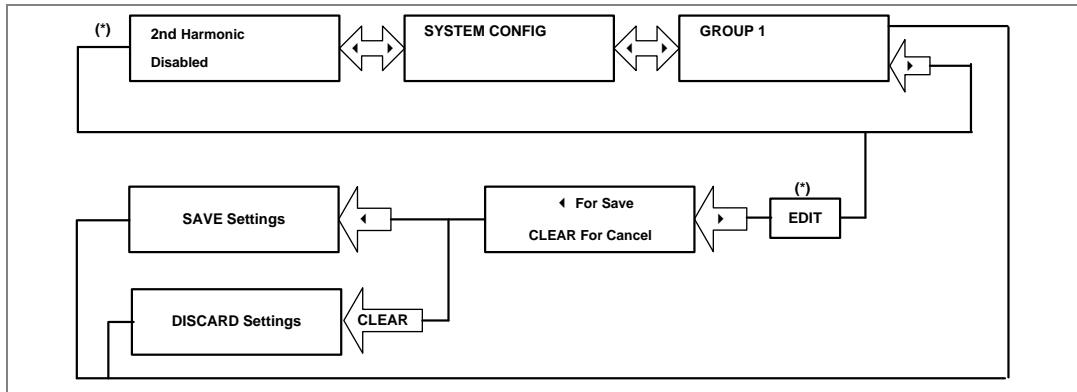 (*)
2nd Harmonic
Disabled
SYSTEM CONFIG
GROUP 1
SAVE Settings
For Save
CLEAR For Cancel
(*)
EDIT
DISCARD Settings
CLEAR